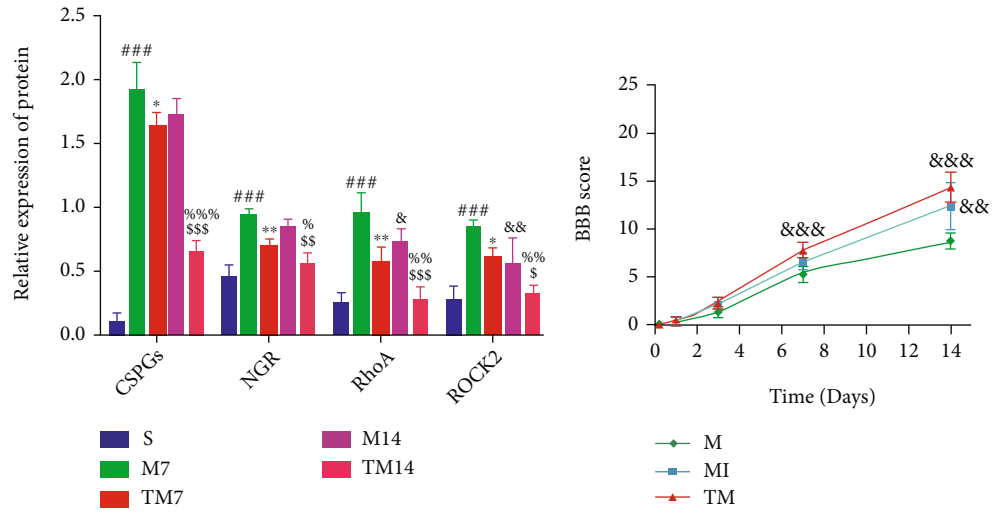 Relative expression of protein
2.5
2.0
1.5
1.0
0.5
0.0
###
*
%%%
$$$
###
**
%
$$
###
**
&
%%
$$$
###
*
&&
%%
$
CSPGs
NGR
RhoA
ROCK2
S
M7
TM7
M14
TM14
BBB score
25
20
15
10
5
0
&&&
&&&
&&
0 2 4 6 8 10 12 14
Time (Days)
M
MI
TM